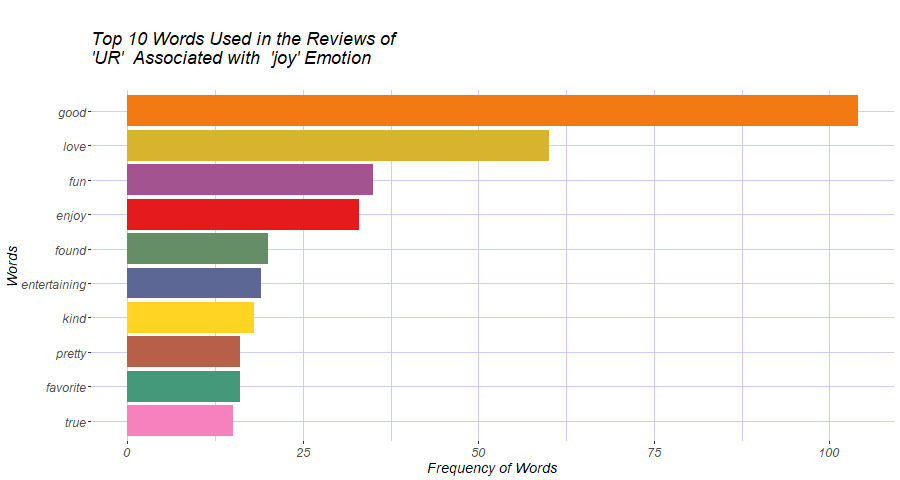 Top 10 Words Used in the Reviews of
'UR'  Associated with  'joy' Emotion
Words
good
love
fun
enjoy
found
entertaining
kind
pretty
favorite
true
0 25 50 75 100
Frequency of Words